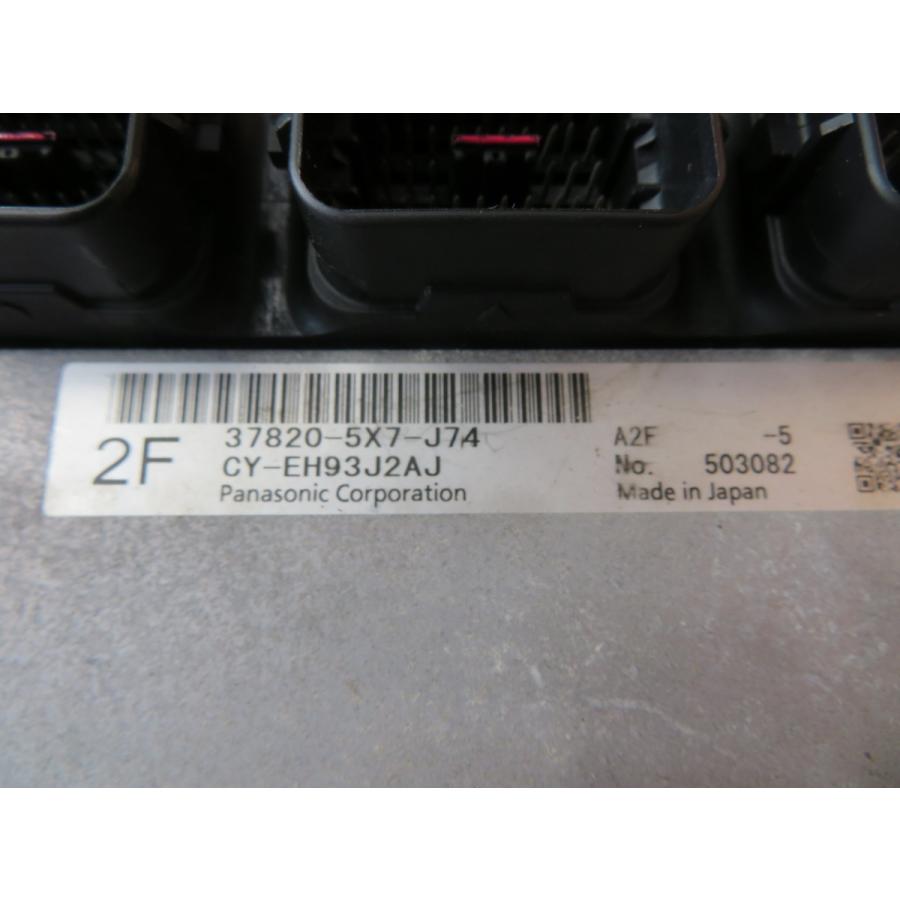 2F
37820-5X7-J74
CY-EH93J2AJ
Panasonic Corporation
A2F -5
No. 503082
Made in Japan